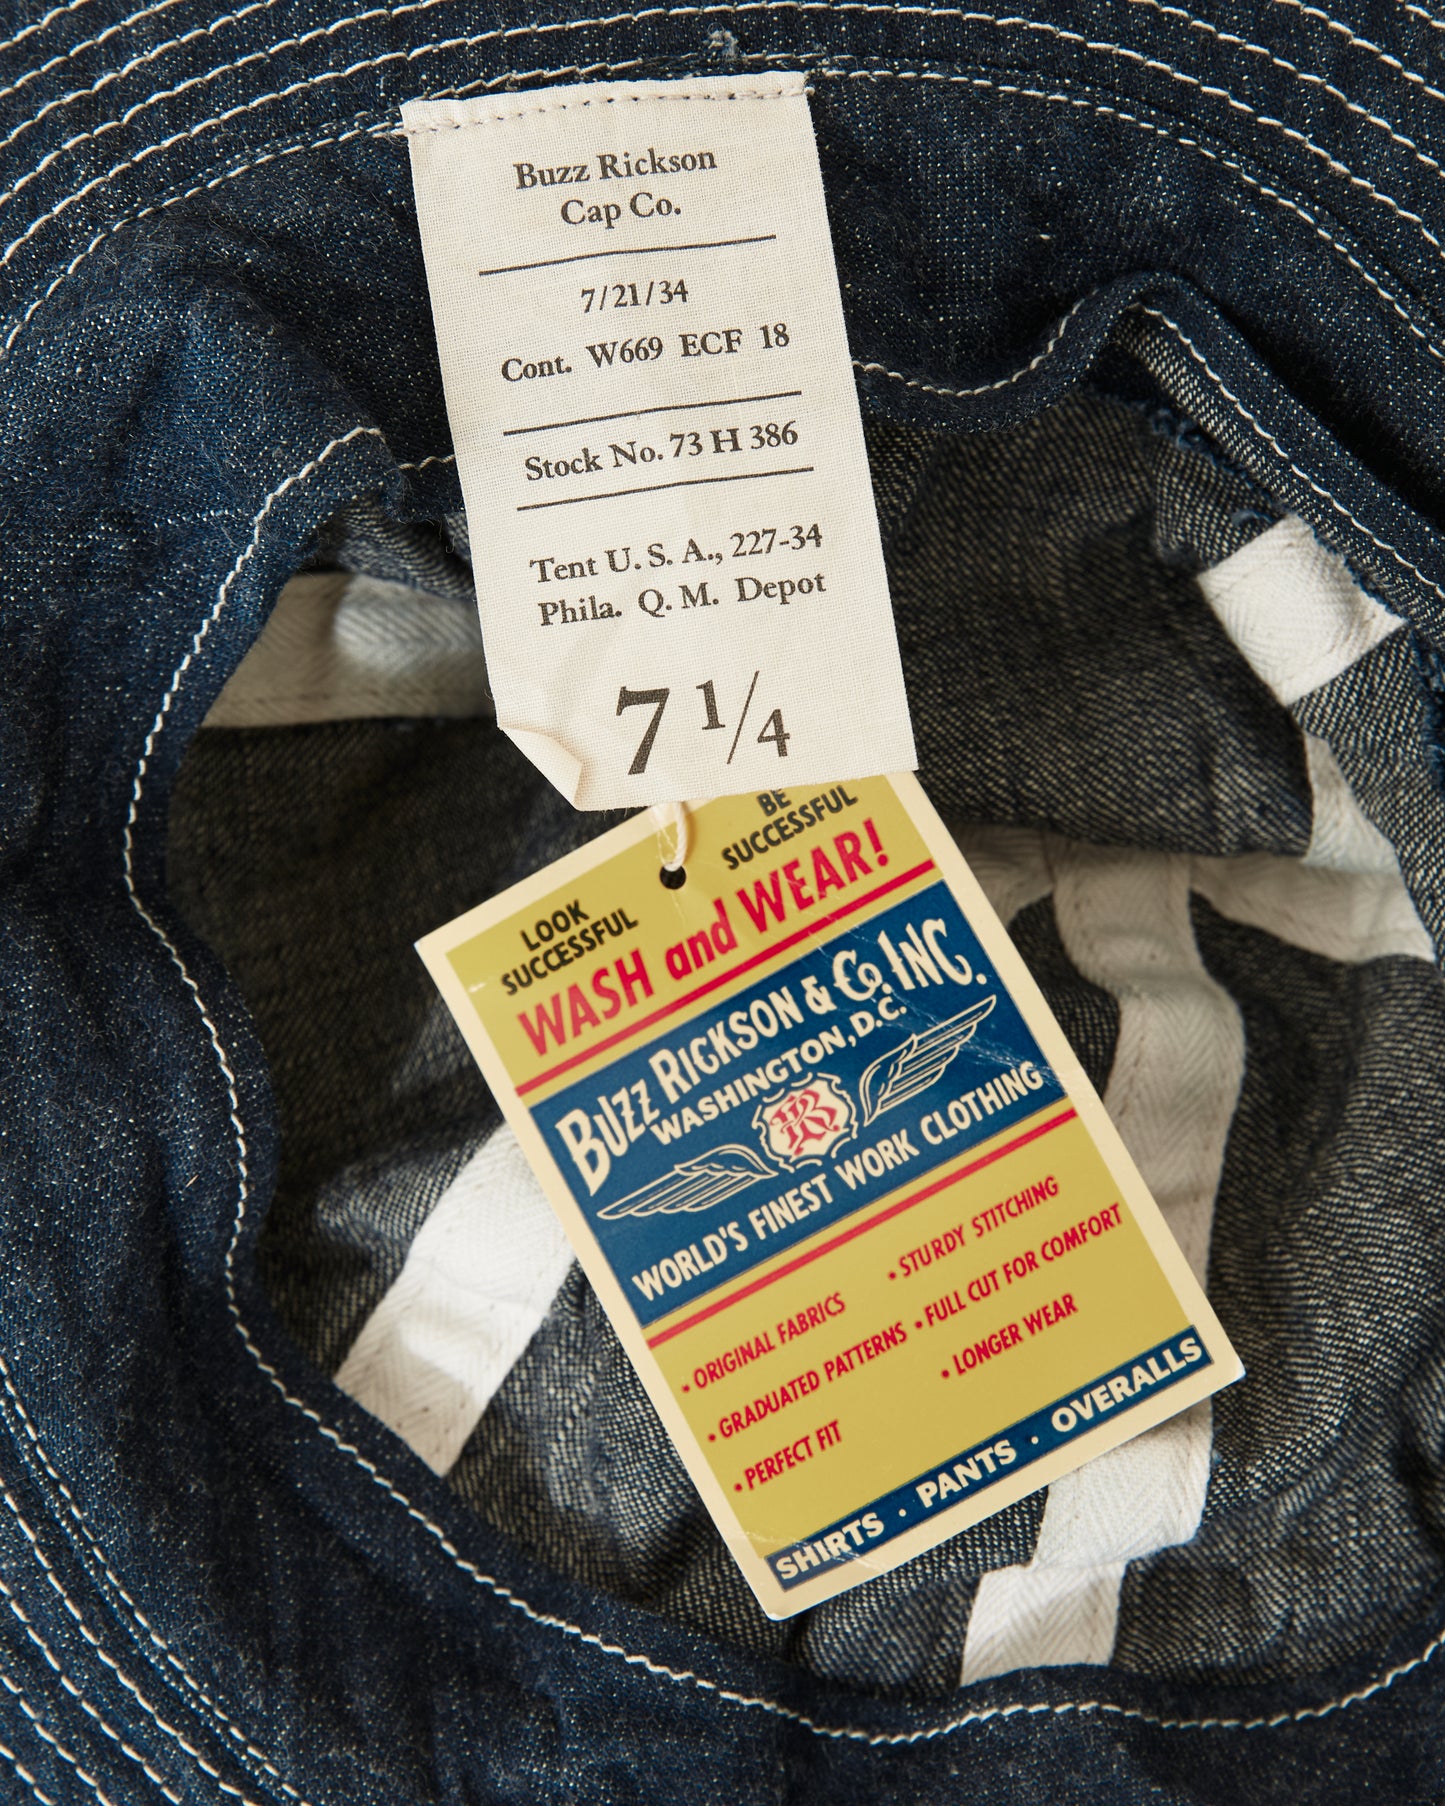 Buzz Rickson
Cap Co.
7/21/34
Cont. W669 ECF 18
Stock No. 73 H 386
Tent U. S. A., 227-34
Phila. Q. M. Depot
7 1/4
LOOK
SUCCESSFUL
BE
SUCCESSFUL
WASH and WEAR!
BUZZ RICKSON & Co. INC.
WASHINGTON, D.C.
BR
WORLD'S FINEST WORK CLOTHING
• ORIGINAL FABRICS
• STURDY STITCHING
• GRADUATED PATTERNS
• FULL CUT FOR COMFORT
• PERFECT FIT
• LONGER WEAR
SHIRTS · PANTS · OVERALLS